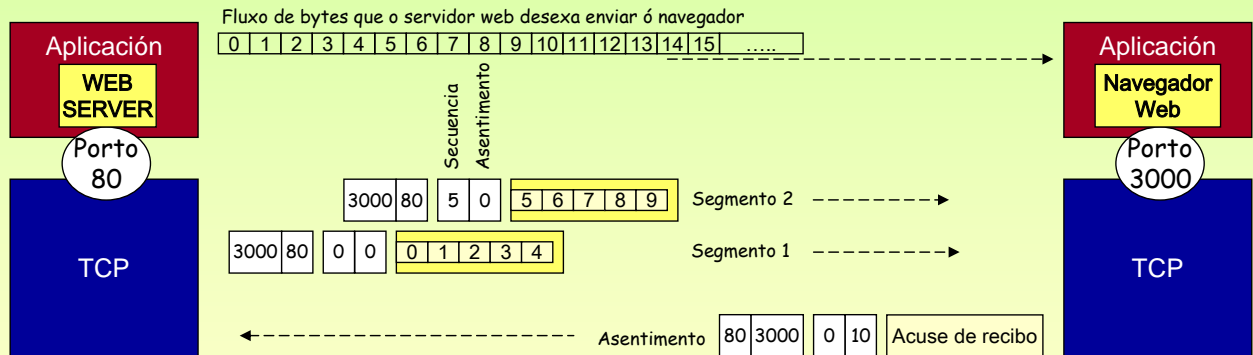 Fluxo de bytes que o servidor web desexa enviar ó navegador
0 1 2 3 4 5 6 7 8 9 10 11 12 13 14 15 .....
Aplicación
WEB
SERVER
Porto
80
TCP
Aplicación
Navegador
Web
Porto
3000
TCP
Secuencia
Asentimento
3000 80 5 0 5 6 7 8 9 Segmento 2
3000 80 0 0 0 1 2 3 4 Segmento 1
Asentimento 80 3000 0 10 Acuse de recibo